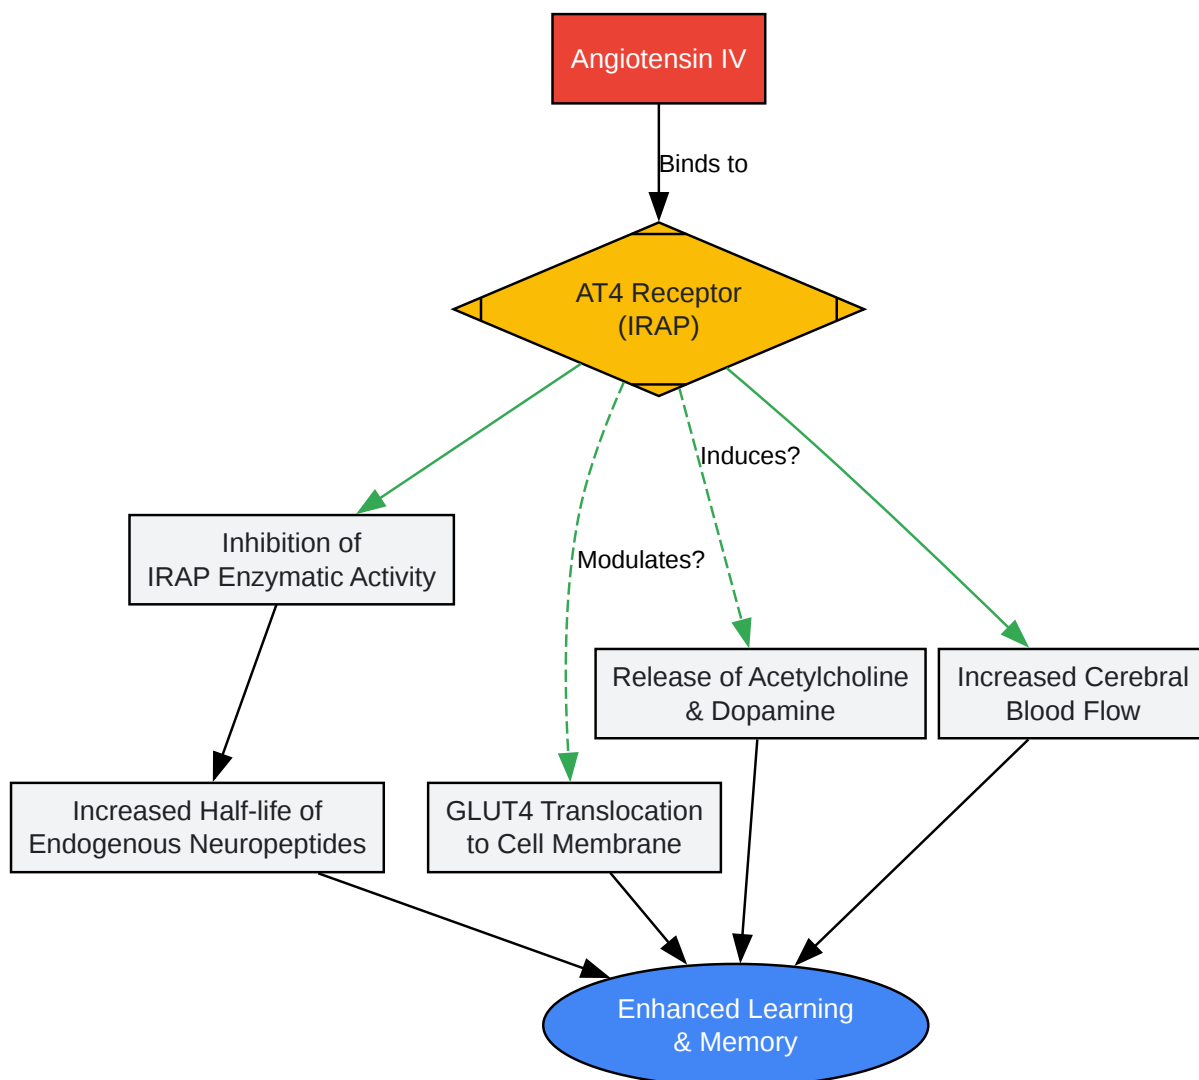 Angiotensin IV
Binds to
AT4 Receptor
(IRAP)
Induces?
Inhibition of
IRAP Enzymatic Activity
Modulates?
Release of Acetylcholine
& Dopamine
Increased Cerebral
Blood Flow
Increased Half-life of
Endogenous Neuropeptides
GLUT4 Translocation
to Cell Membrane
Enhanced Learning
& Memory